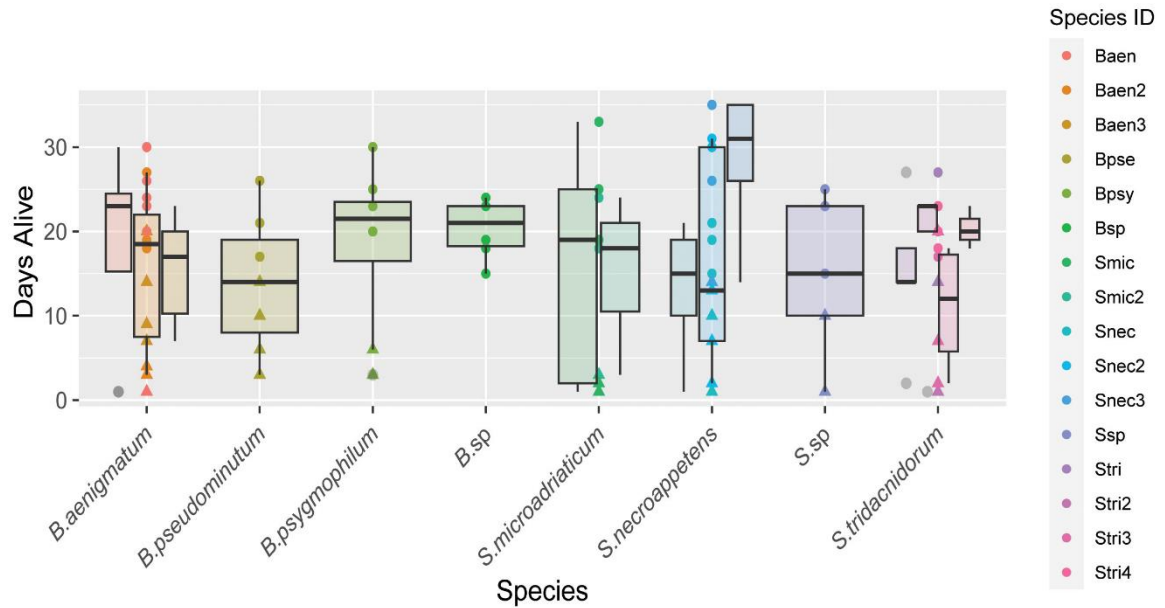 Species ID
Baen
Baen2
Baen3
Bpse
Bpsy
Bsp
Smic
Smic2
Snec
Snec2
Snec3
Ssp
Stri
Stri2
Stri3
Stri4
Days Alive
30
20
10
0
B.aenigmatum
B.pseudominutum
B.psygmophilum
B.sp
S.microadriaticum
S.necroappetens
S.sp
S.tridacnidorum
Species